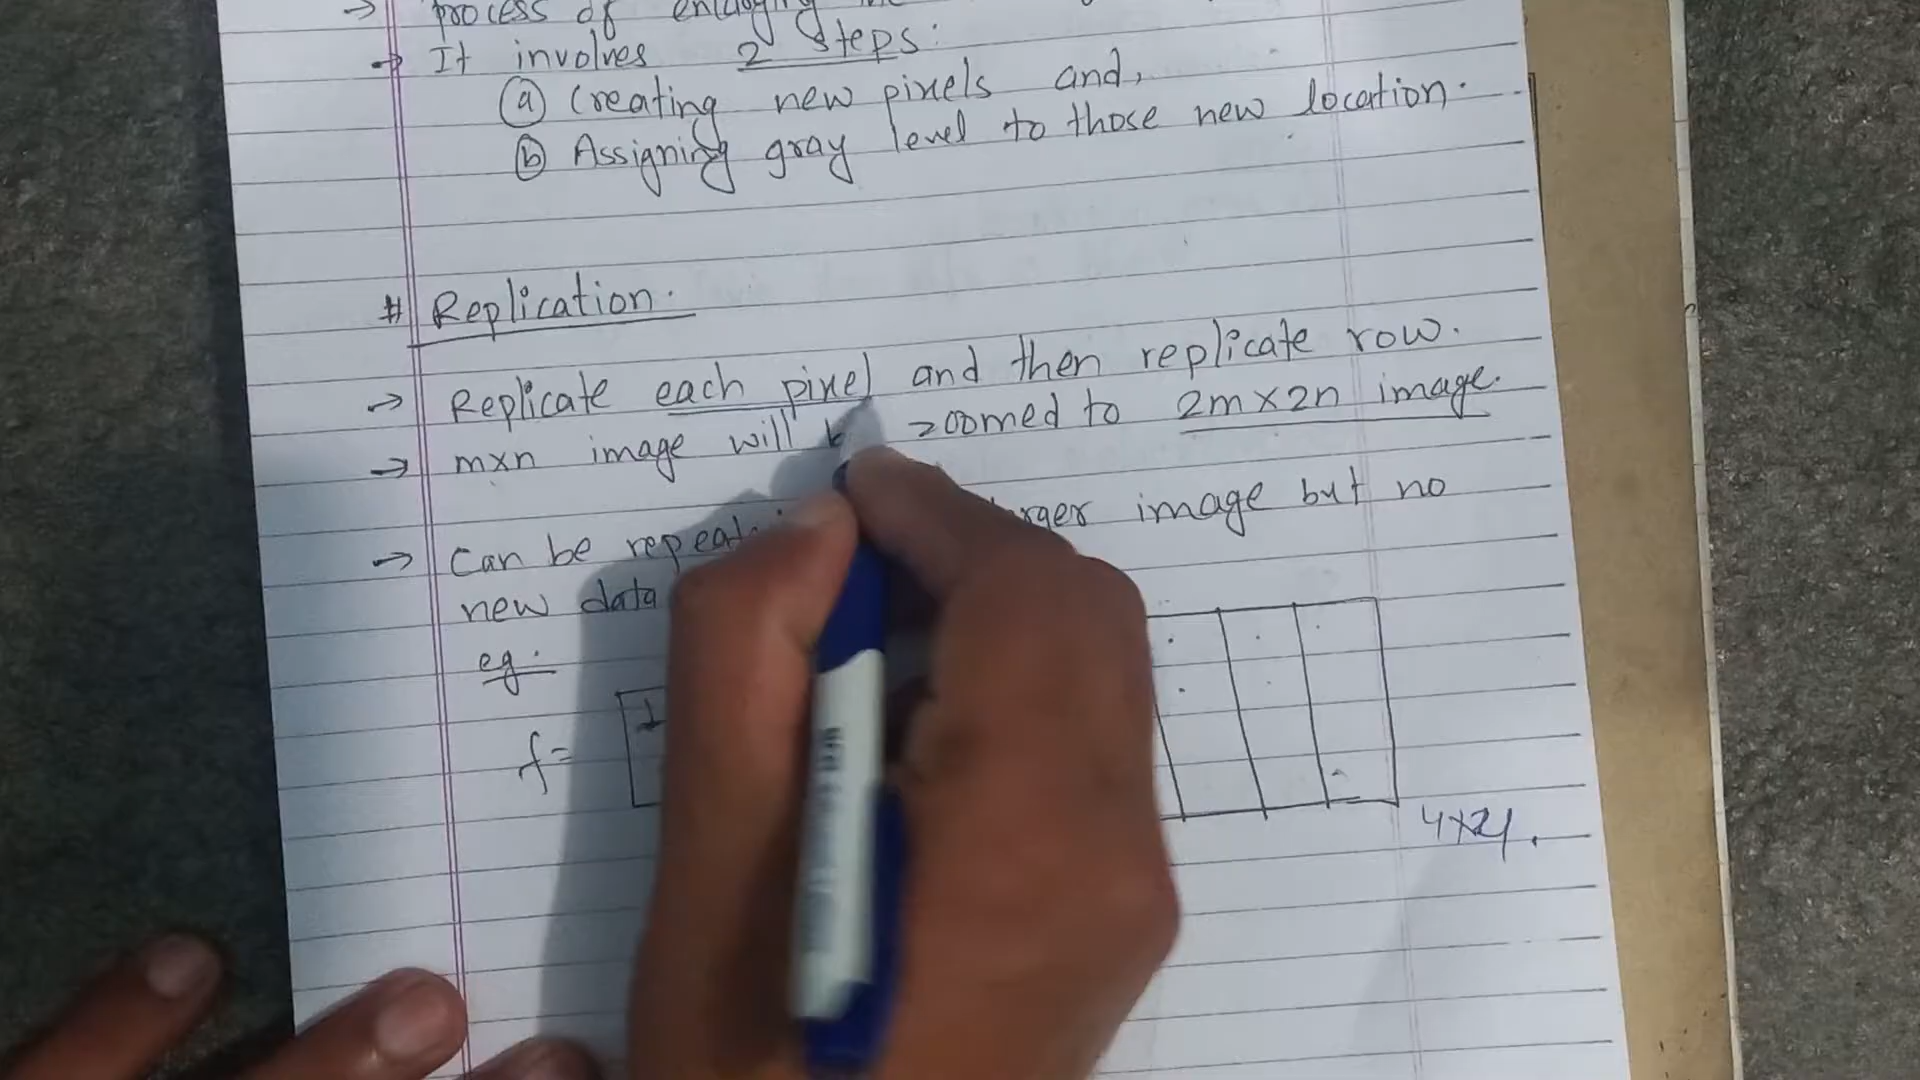 → process of
→ It involves 2 steps:
(a) Creating new pixels and,
(b) Assigning gray level to those new location.
# Replication.
→ Replicate each pixel and then replicate row.
→ mxn image will zoomed to 2mx2n image.
→ Can be image but no
new data
eg.
f=